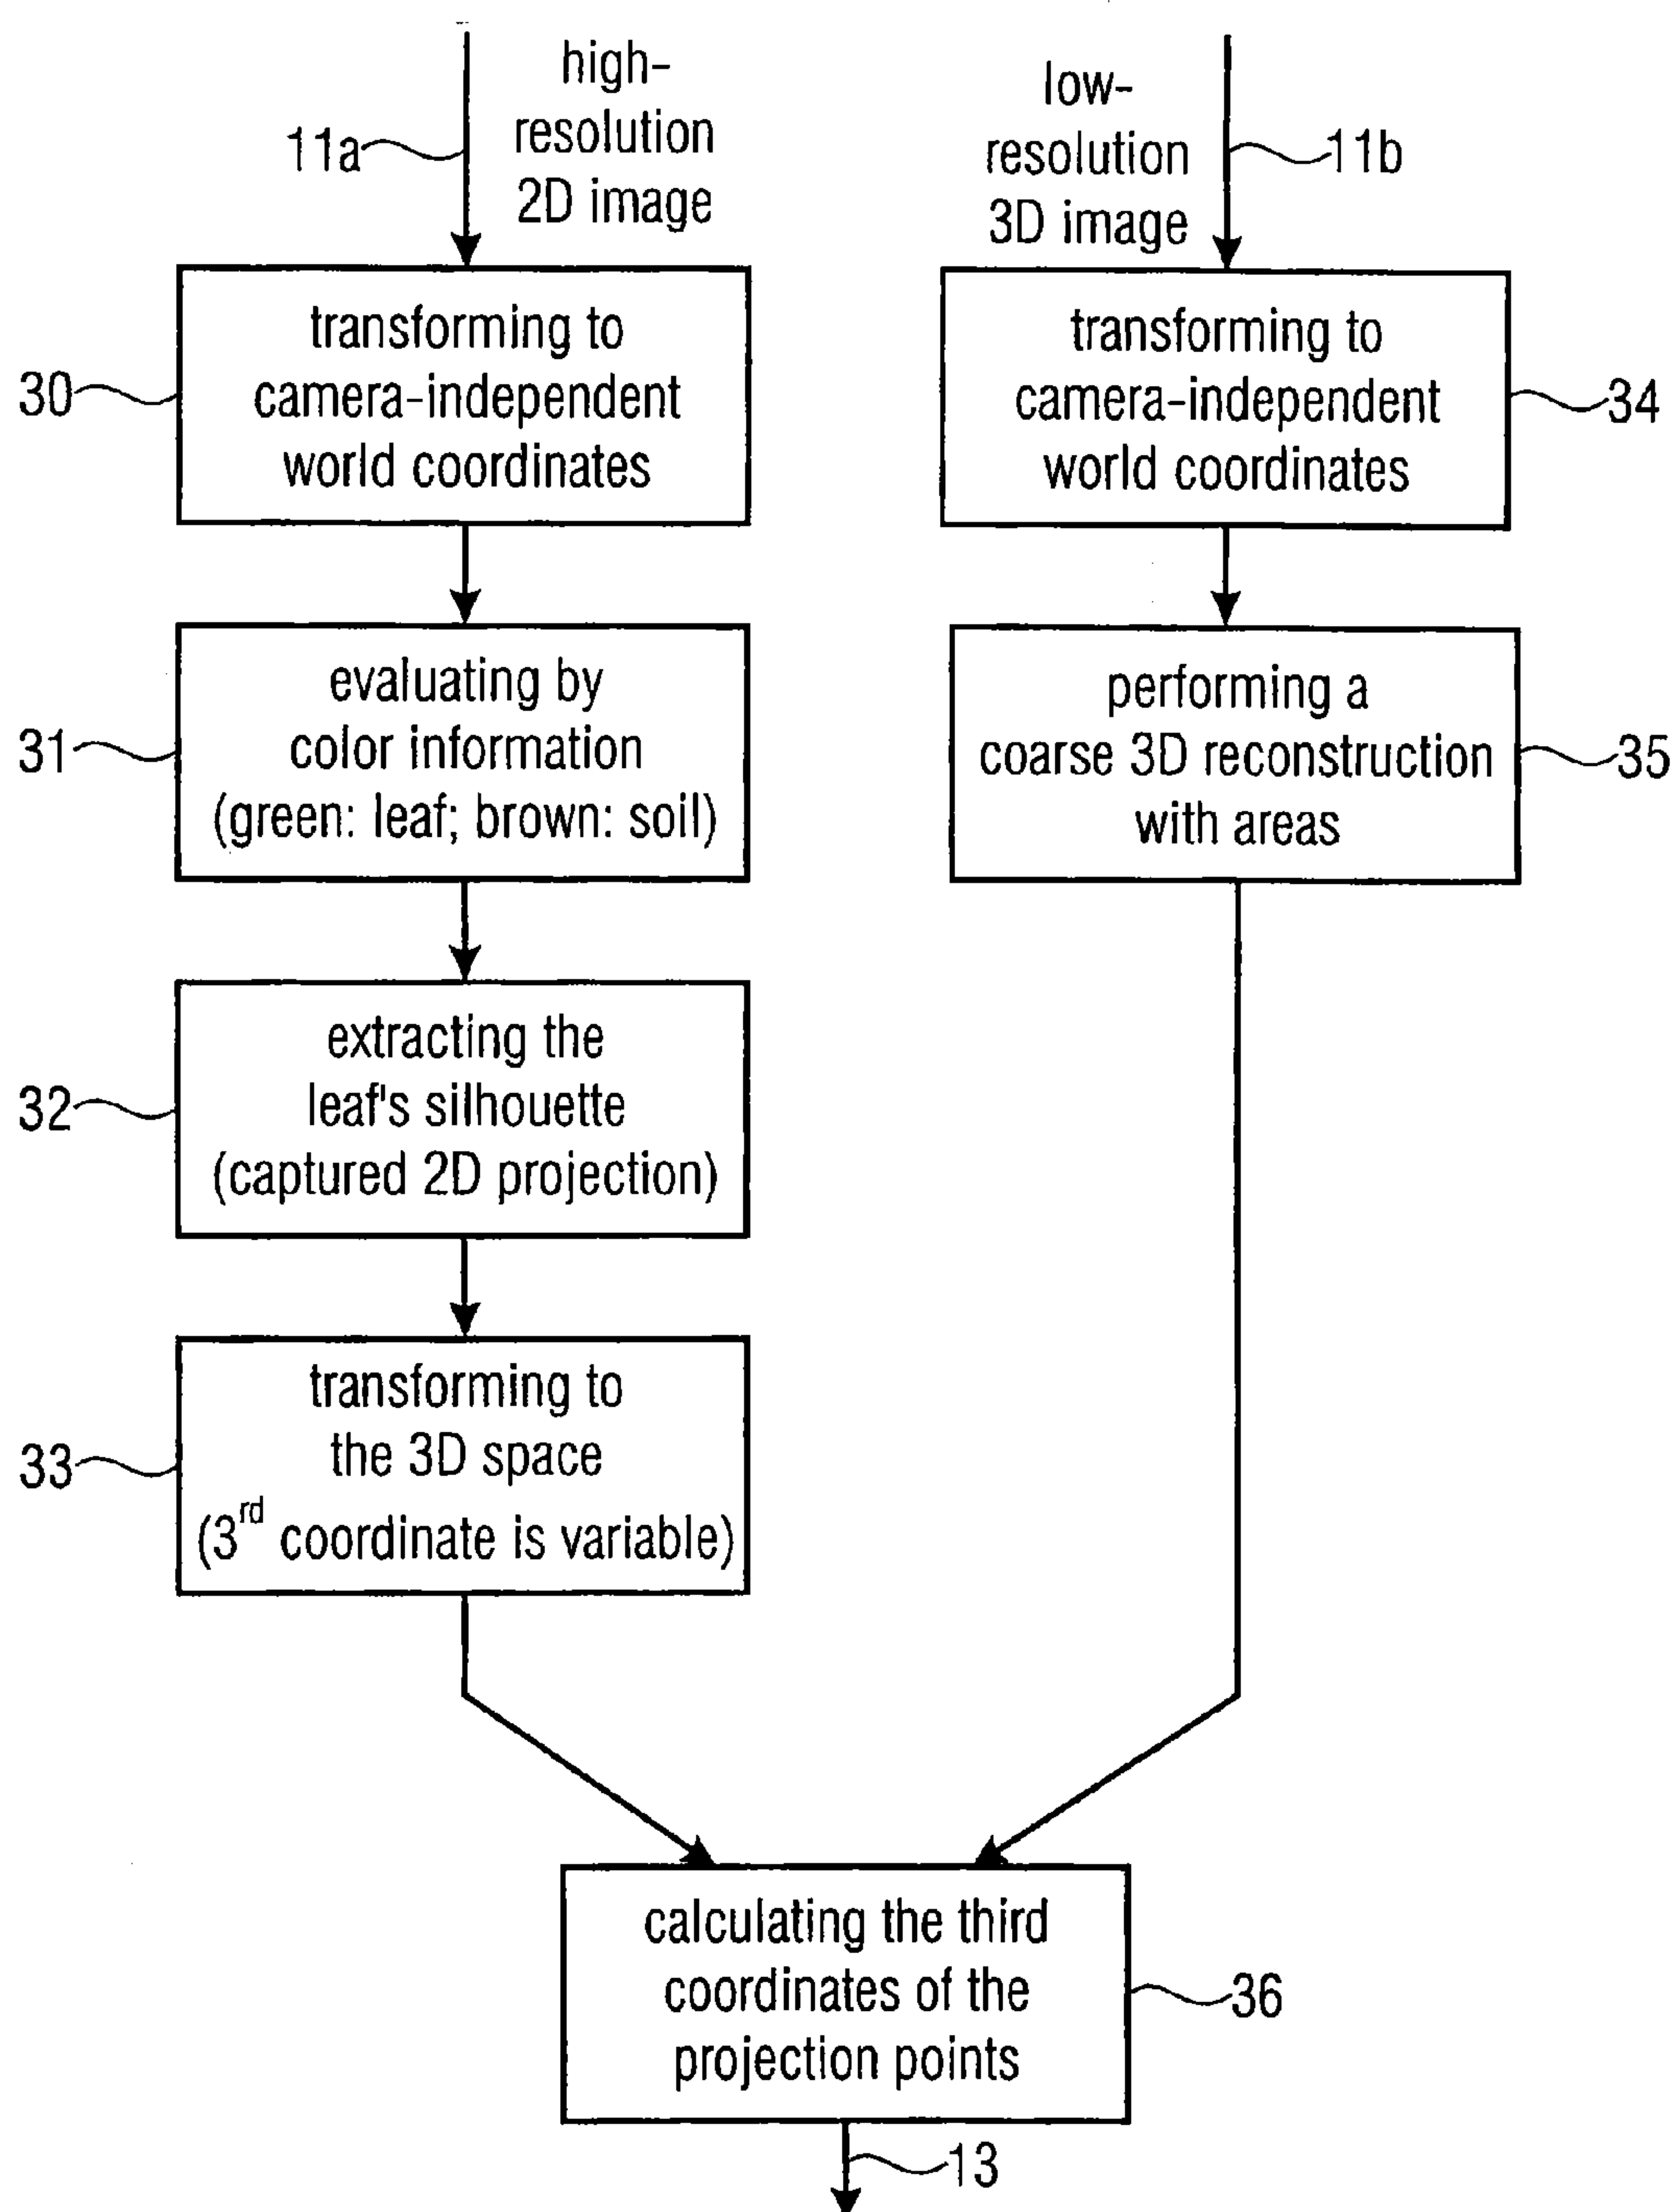 high-
resolution
2D image
11a
low-
resolution
3D image
11b
transforming to
camera-independent
world coordinates
30
transforming to
camera-independent
world coordinates
34
evaluating by
color information
(green: leaf; brown: soil)
31
performing a
coarse 3D reconstruction
with areas
35
extracting the
leaf's silhouette
(captured 2D projection)
32
transforming to
the 3D space
(3rd coordinate is variable)
33
calculating the third
coordinates of the
projection points
36
13